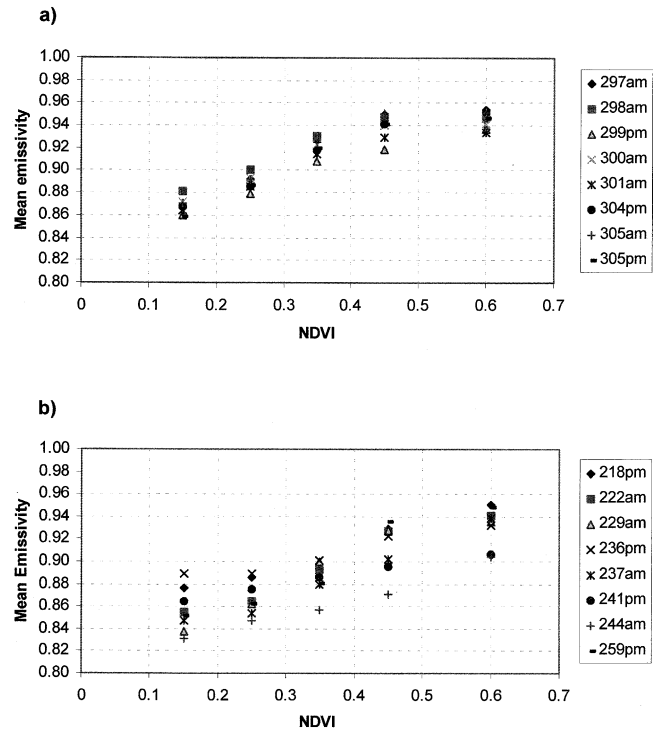 a)
1.00
0.98
0.96
0.94
0.92
0.90
0.88
0.86
0.84
0.82
0.80
Mean emissivity
0 0.1 0.2 0.3 0.4 0.5 0.6 0.7
NDVI
297am
298am
299pm
300am
301am
304pm
305am
305pm
b)
1.00
0.98
0.96
0.94
0.92
0.90
0.88
0.86
0.84
0.82
0.80
Mean Emissivity
0 0.1 0.2 0.3 0.4 0.5 0.6 0.7
NDVI
218pm
222am
229am
236pm
237am
241pm
244am
259pm